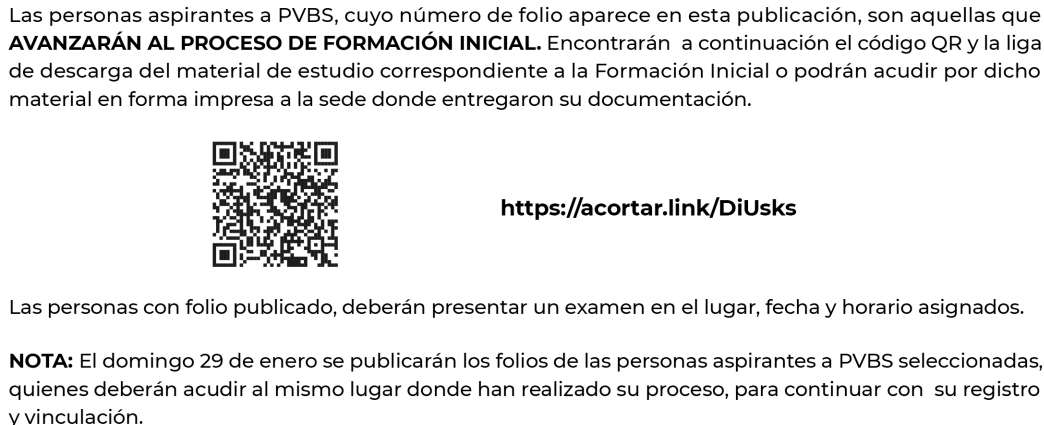 Las personas aspirantes a PVBS, cuyo número de folio aparece en esta publicación, son aquellas que
AVANZARÁN AL PROCESO DE FORMACIÓN INICIAL. Encontrarán a continuación el código QR y la liga
de descarga del material de estudio correspondiente a la Formación Inicial o podrán acudir por dicho
material en forma impresa a la sede donde entregaron su documentación.
https://acortar.link/DiUsks
Las personas con folio publicado, deberán presentar un examen en el lugar, fecha y horario asignados.
NOTA: El domingo 29 de enero se publicarán los folios de las personas aspirantes a PVBS seleccionadas,
quienes deberán acudir al mismo lugar donde han realizado su proceso, para continuar con su registro
y vinculación.